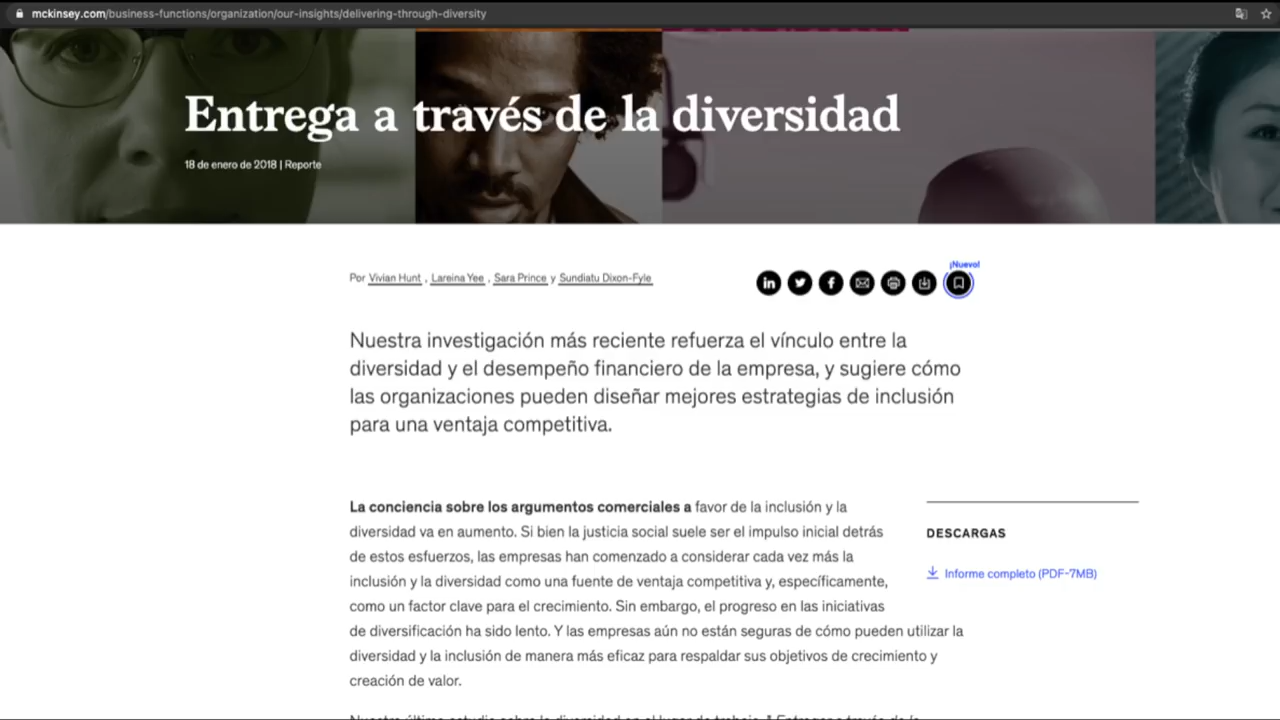 mckinsey.com/business-functions/organization/our-insights/delivering-through-diversity
Entrega a través de la diversidad
18 de enero de 2018 | Reporte
¡Nuevo!
Por Vivian Hunt , Lareina Yee , Sara Prince y Sundiatu Dixon-Fyle
Nuestra investigación más reciente refuerza el vínculo entre la
diversidad y el desempeño financiero de la empresa, y sugiere cómo
las organizaciones pueden diseñar mejores estrategias de inclusión
para una ventaja competitiva.
La conciencia sobre los argumentos comerciales a favor de la inclusión y la
diversidad va en aumento. Si bien la justicia social suele ser el impulso inicial detrás
de estos esfuerzos, las empresas han comenzado a considerar cada vez más la
inclusión y la diversidad como una fuente de ventaja competitiva y, específicamente,
como un factor clave para el crecimiento. Sin embargo, el progreso en las iniciativas
de diversificación ha sido lento. Y las empresas aún no están seguras de cómo pueden utilizar la
diversidad y la inclusión de manera más eficaz para respaldar sus objetivos de crecimiento y
creación de valor.
DESCARGAS
Informe completo (PDF-7MB)